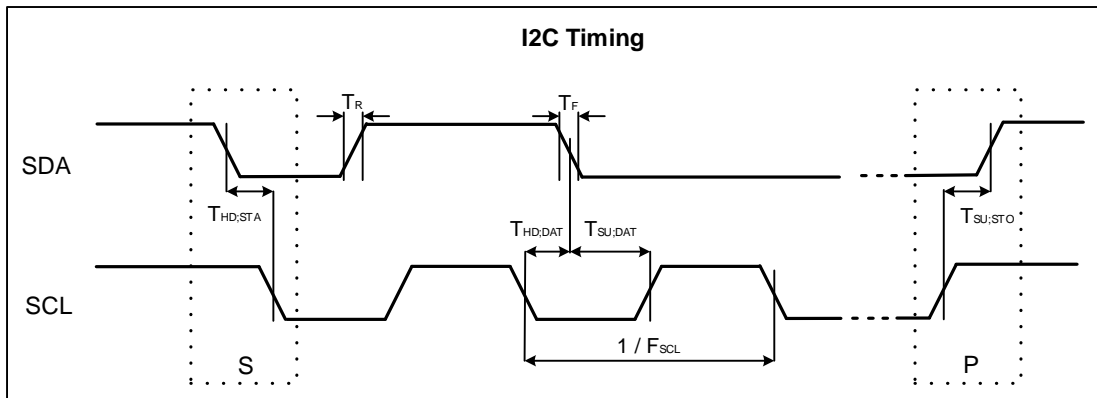 I2C Timing
TR
TF
SDA
THD;STA
THD;DAT
TSU;DAT
TSU;STO
SCL
1 / FSCL
S
P